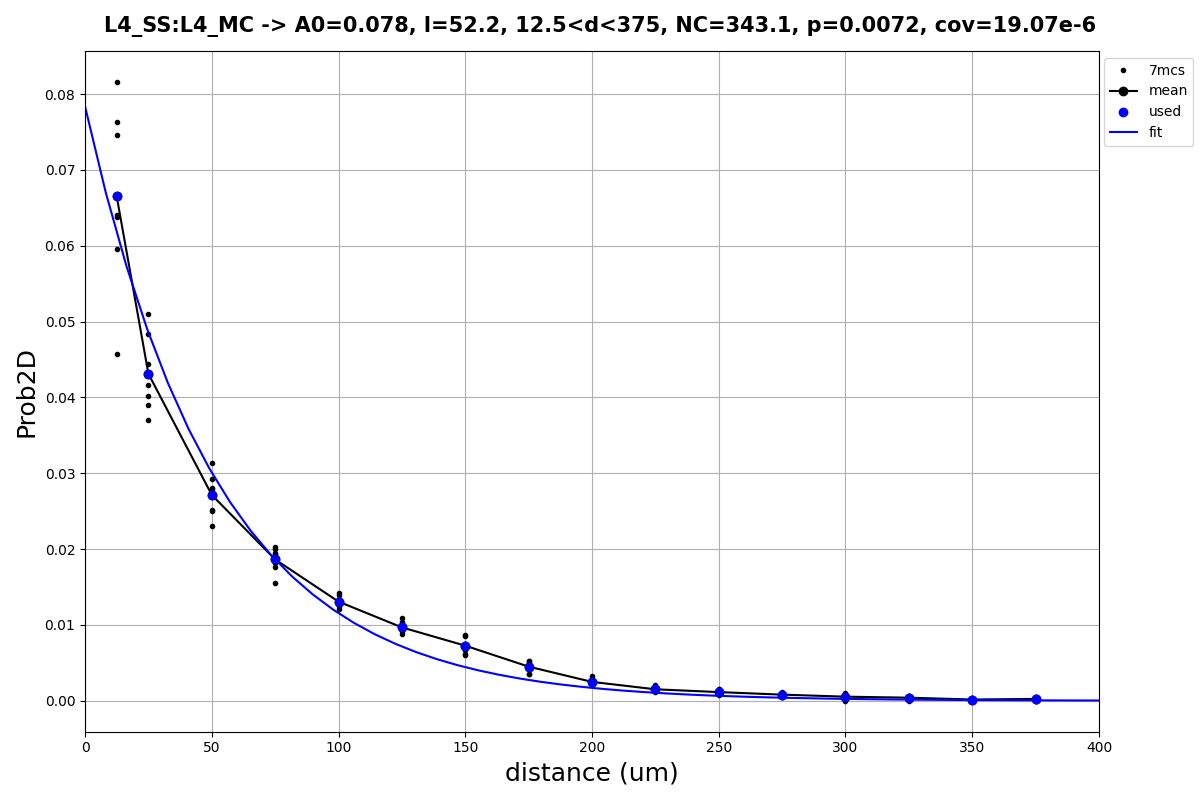 L4_SS:L4_MC -> A0=0.078, l=52.2, 12.5<d<375, NC=343.1, p=0.0072, cov=19.07e-6
7mcs
mean
used
fit
0.08
0.07
0.06
0.05
0.04
0.03
0.02
0.01
0.00
Prob2D
0 50 100 150 200 250 300 350 400
distance (um)